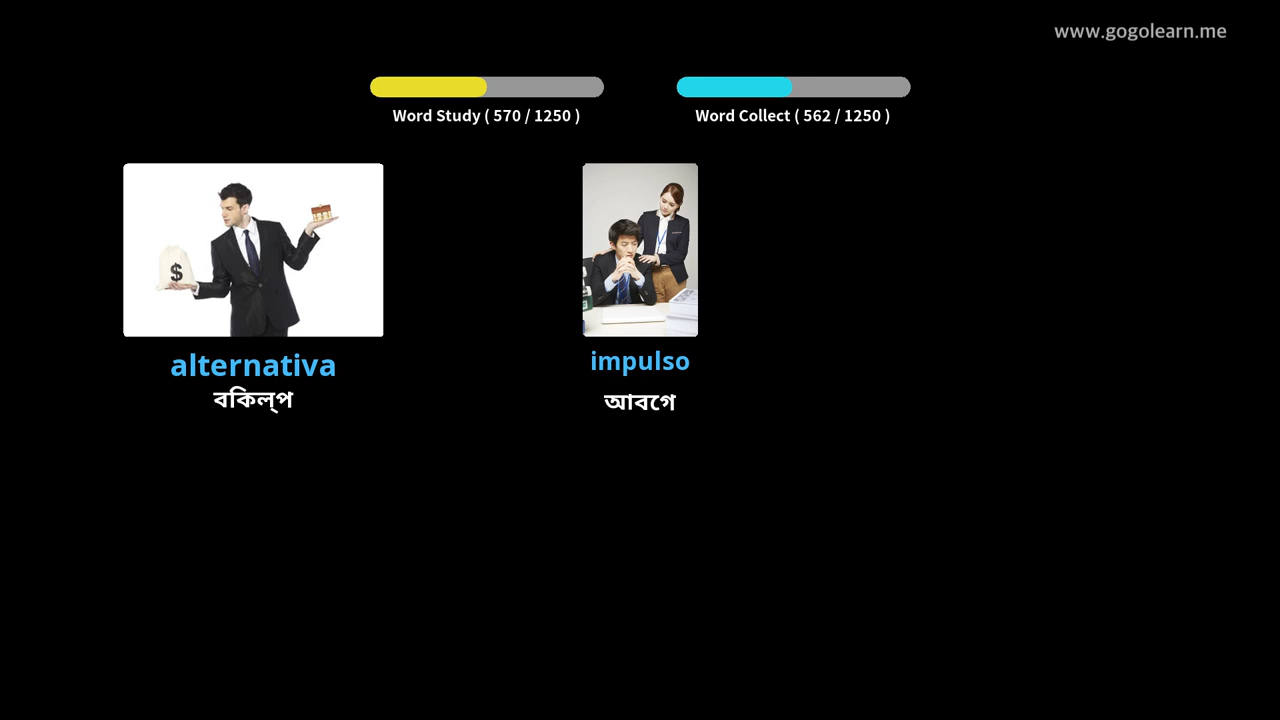 www.gogolearn.me
Word Study ( 570 / 1250 )
Word Collect ( 562 / 1250 )
$
alternativa
বকিল্প
impulso
আবগে